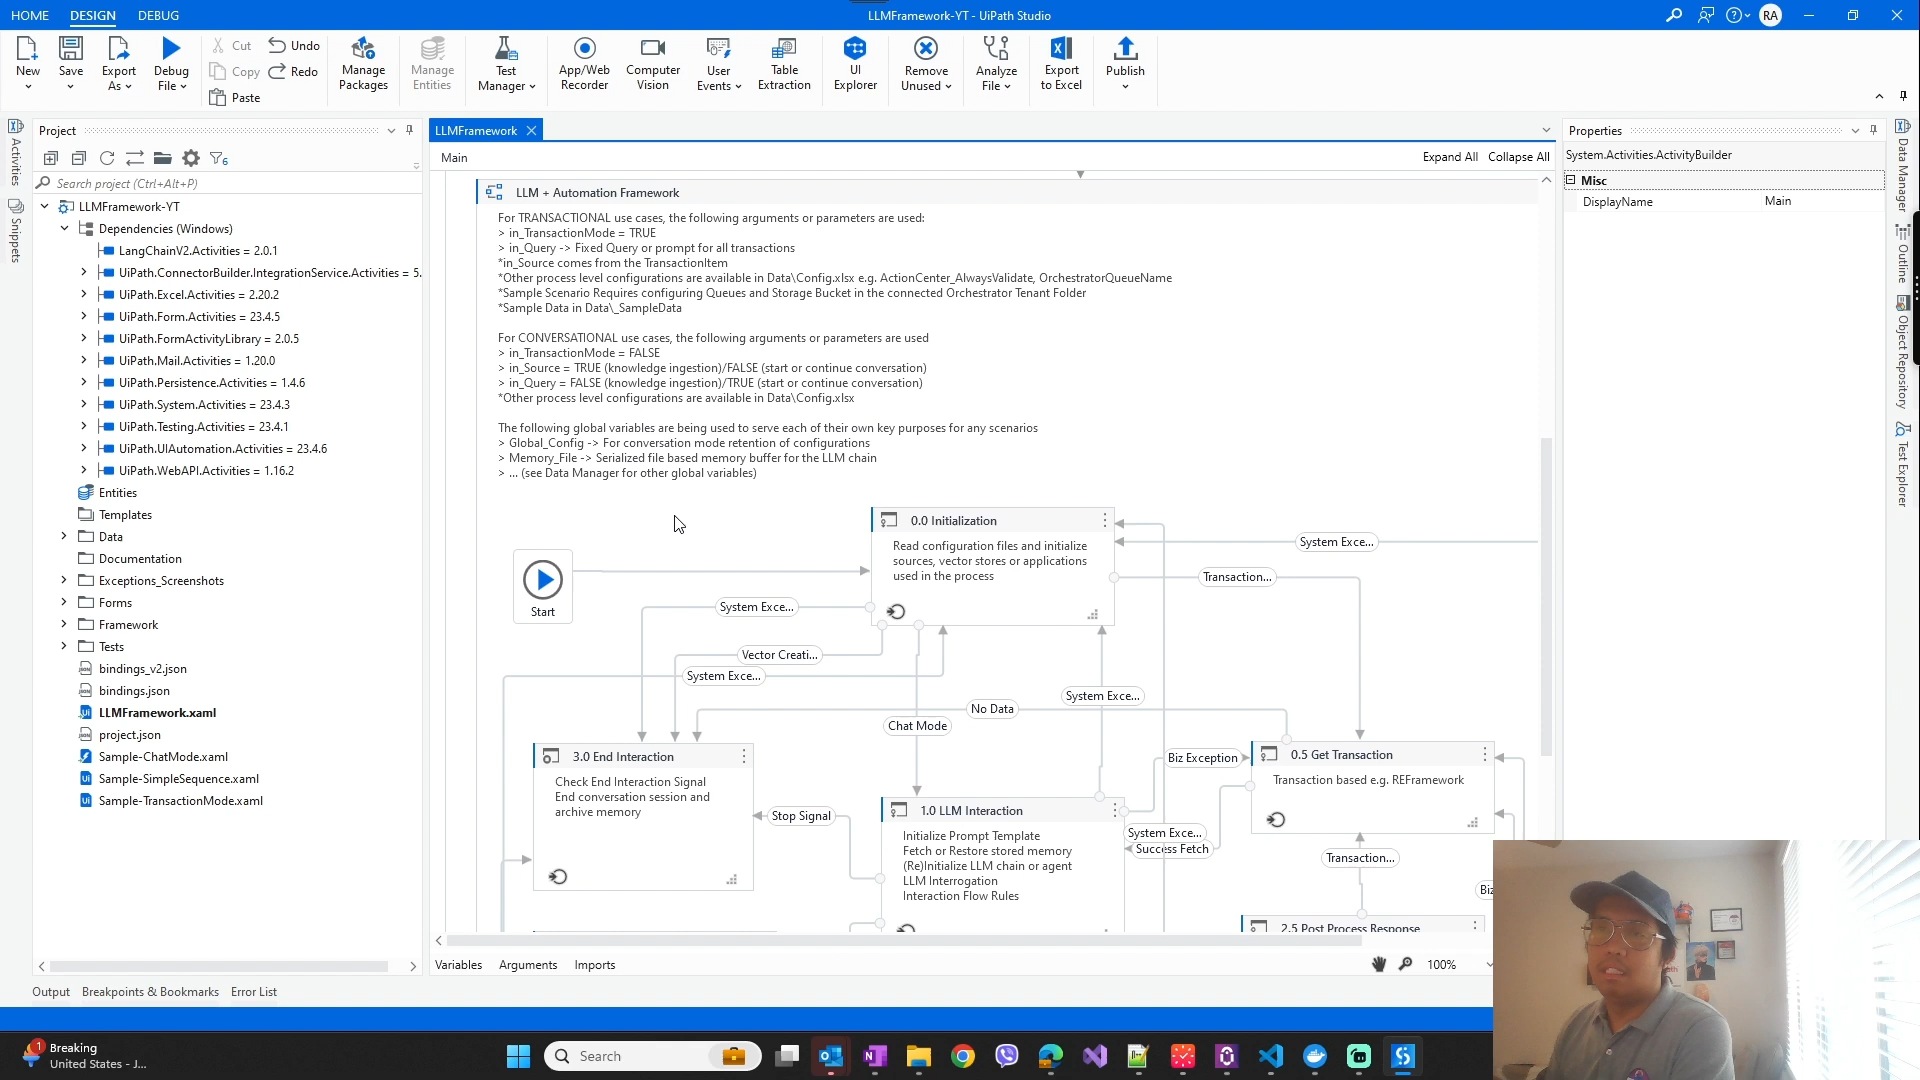 HOME DESIGN DEBUG
LLMFramework-YT - UiPath Studio
RA
New
Save
Export As
Debug File
Cut
Copy
Paste
Undo
Redo
Manage Packages
Manage Entities
Test Manager
App/Web Recorder
Computer Vision
User Events
Table Extraction
UI Explorer
Remove Unused
Analyze File
Export to Excel
Publish
Activities
Snippets
Project
6
Search project (Ctrl+Alt+P)
LLMFramework-YT
Dependencies (Windows)
LangChainV2.Activities = 2.0.1
UiPath.ConnectorBuilder.IntegrationService.Activities = 5.
UiPath.Excel.Activities = 2.20.2
UiPath.Form.Activities = 23.4.5
UiPath.FormActivityLibrary = 2.0.5
UiPath.Mail.Activities = 1.20.0
UiPath.Persistence.Activities = 1.4.6
UiPath.System.Activities = 23.4.3
UiPath.Testing.Activities = 23.4.1
UiPath.UIAutomation.Activities = 23.4.6
UiPath.WebAPI.Activities = 1.16.2
Entities
Templates
Data
Documentation
Exceptions_Screenshots
Forms
Framework
Tests
bindings_v2.json
bindings.json
LLMFramework.xaml
project.json
Sample-ChatMode.xaml
Sample-SimpleSequence.xaml
Sample-TransactionMode.xaml
LLMFramework
Main
Expand All Collapse All
LLM + Automation Framework
For TRANSACTIONAL use cases, the following arguments or parameters are used:
> in_TransactionMode = TRUE
> in_Query -> Fixed Query or prompt for all transactions
*in_Source comes from the TransactionItem
*Other process level configurations are available in Data\Config.xlsx e.g. ActionCenter_AlwaysValidate, OrchestratorQueueName
*Sample Scenario Requires configuring Queues and Storage Bucket in the connected Orchestrator Tenant Folder
*Sample Data in Data\_SampleData
For CONVERSATIONAL use cases, the following arguments or parameters are used
> in_TransactionMode = FALSE
> in_Source = TRUE (knowledge ingestion)/FALSE (start or continue conversation)
> in_Query = FALSE (knowledge ingestion)/TRUE (start or continue conversation)
*Other process level configurations are available in Data\Config.xlsx
The following global variables are being used to serve each of their own key purposes for any scenarios
> Global_Config -> For conversation mode retention of configurations
> Memory_File -> Serialized file based memory buffer for the LLM chain
> ... (see Data Manager for other global variables)
Start
0.0 Initialization
Read configuration files and initialize
sources, vector stores or applications
used in the process
System Exce...
Transaction...
System Exce...
Vector Creati...
System Exce...
System Exce...
No Data
Chat Mode
3.0 End Interaction
Check End Interaction Signal
End conversation session and
archive memory
Stop Signal
1.0 LLM Interaction
Initialize Prompt Template
Fetch or Restore stored memory
(Re)Initialize LLM chain or agent
LLM Interrogation
Interaction Flow Rules
Biz Exception
System Exce...
Success Fetch
0.5 Get Transaction
Transaction based e.g. REFramework
Transaction...
Biz
2.5 Post Process Response
Variables Arguments Imports
100%
Properties
System.Activities.ActivityBuilder
Misc
DisplayName Main
Data Manager
Outline
Object Repository
Test Explorer
Output Breakpoints & Bookmarks Error List
1
Breaking
United States - J...
Search